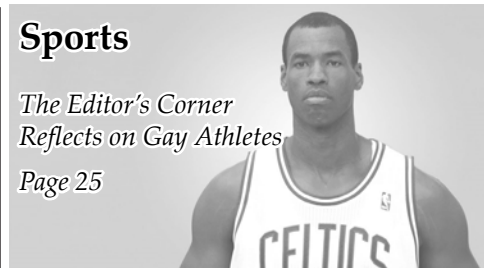 Sports
The Editor's Corner
Reflects on Gay Athletes
Page 25
CELTICS